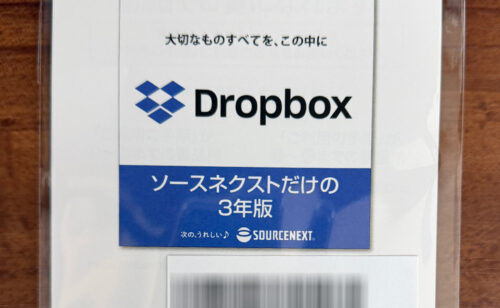 大切なものすべてを、この中に
Dropbox
ソースネクストだけの
3年版
次の、うれしい♪ SOURCENEXT